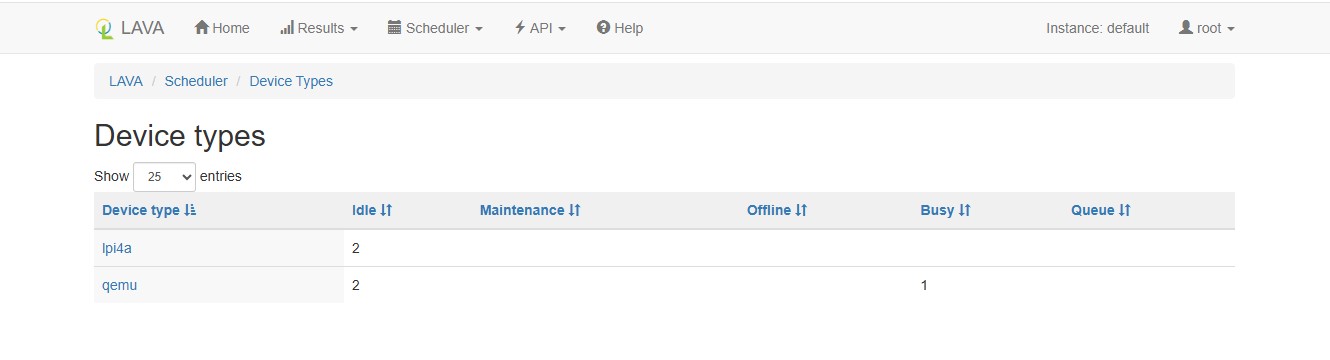 LAVA Home Results Scheduler API Help Instance: default root
LAVA / Scheduler / Device Types
Device types
Show 25 entries
Device type Idle Maintenance Offline Busy Queue
lpi4a 2
qemu 2 1